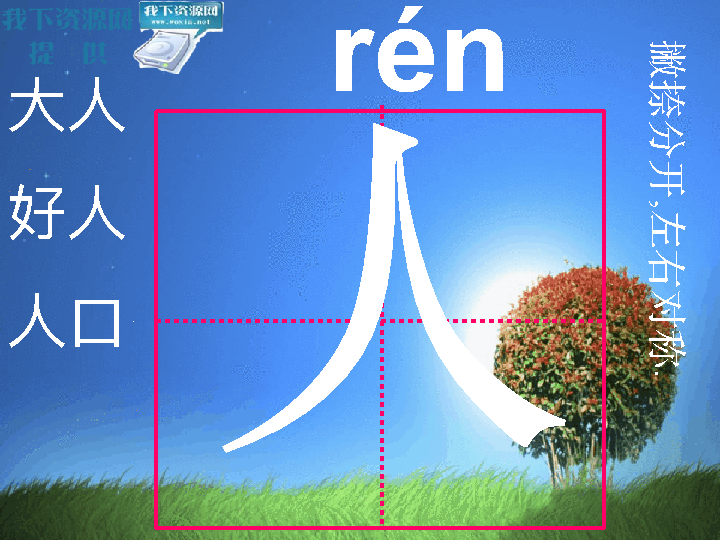 我下资源网
提 供
我下资源网
www.woxia.net
rén
大人
好人
人口
人
撇捺分开,左右对称